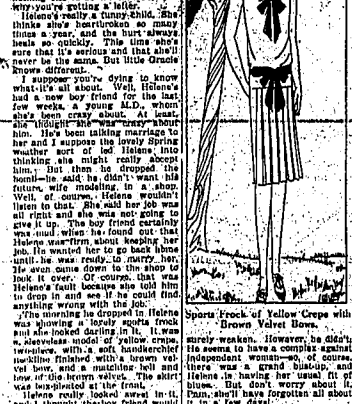 why you're getting a letter.
Helene's really a funny child. She
thinks she's heartbroken so many
times a year, and the hurt always
heals so quickly. This time she's
sure that it's serious and that she'll
never be the same. But little Gracie
knows different.
I suppose you're dying to know
what it's all about. Well, Helene's
had a new boy friend for the last
few weeks, a young M.D., whom
she's been crazy about. At least,
she thought she was crazy about
him. He's been talking marriage to
her and I suppose the lovely Spring
weather sort of led Helene into
thinking she might really accept
him. But then he dropped the
bomb—he said he didn't want his
future wife modeling in a shop.
Well, of course, Helene wouldn't
listen to that. She said her job was
all right and she was not going to
give it up. The boy friend certainly
was mad when he found out that
Helene was firm about keeping her
job. He wanted her to go back home
until he was ready to marry her.
He even came down to the shop to
look it over. Of course, that was
Helene's fault because she told him
to drop in and see if he could find
anything wrong with the job.
The morning he dropped in Helene
was showing a lovely sports frock
and she looked darling in it. It was
a sleeveless model of yellow crepe,
two-piece, with a soft handkerchief
neckline finished with a brown vel-
vet bow, and a matching belt and
bow of the brown velvet. The skirt
was box-pleated at the front.
Helene really looked sweet in it,
and I thought the boy friend would
Sports Frock of Yellow Crepe with
Brown Velvet Bows.
surely weaken. However, he didn't.
He seems to have a complex against
independent women—so, of course,
there was a grand bust-up, and
Helene is having her usual fit of
blues. But don't worry about it,
Pam, she'll have forgotten all about
it in a few days!